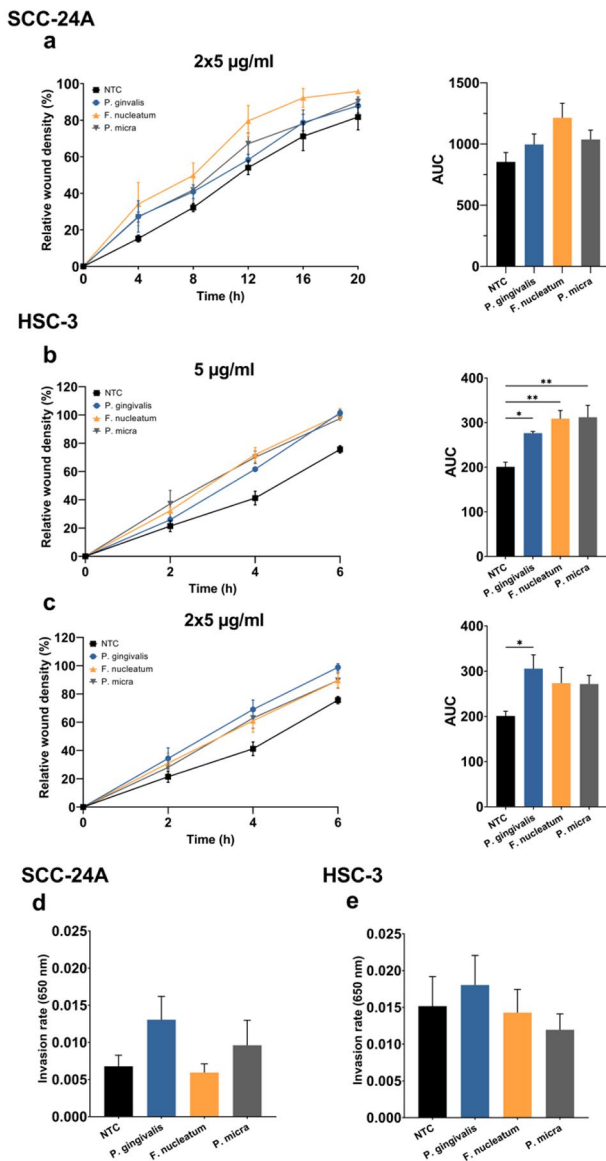 SCC-24A
a
2x5 µg/ml
NTC
P. ginvalis
F. nucleatum
P. micra
Relative wound density (%)
100
80
60
40
20
0
0 4 8 12 16 20
Time (h)
AUC
1500
1000
500
0
NTC
P. gingivalis
F. nucleatum
P. micra
HSC-3
b
5 µg/ml
NTC
P. gingivalis
F. nucleatum
P. micra
Relative wound density (%)
120
100
80
60
40
20
0
0 2 4 6
Time (h)
AUC
400
300
200
100
0
**
**
*
NTC
P. gingivalis
F. nucleatum
P. micra
c
2x5 µg/ml
NTC
P. gingivalis
F. nucleatum
P. micra
Relative wound density (%)
120
100
80
60
40
20
0
0 2 4 6
Time (h)
AUC
400
300
200
100
0
*
NTC
P. gingivalis
F. nucleatum
P. micra
SCC-24A
d
Invasion rate (650 nm)
0.025
0.020
0.015
0.010
0.005
0.000
NTC
P. gingivalis
F. nucleatum
P. micra
HSC-3
e
Invasion rate (650 nm)
0.025
0.020
0.015
0.010
0.005
0.000
NTC
P. gingivalis
F. nucleatum
P. micra